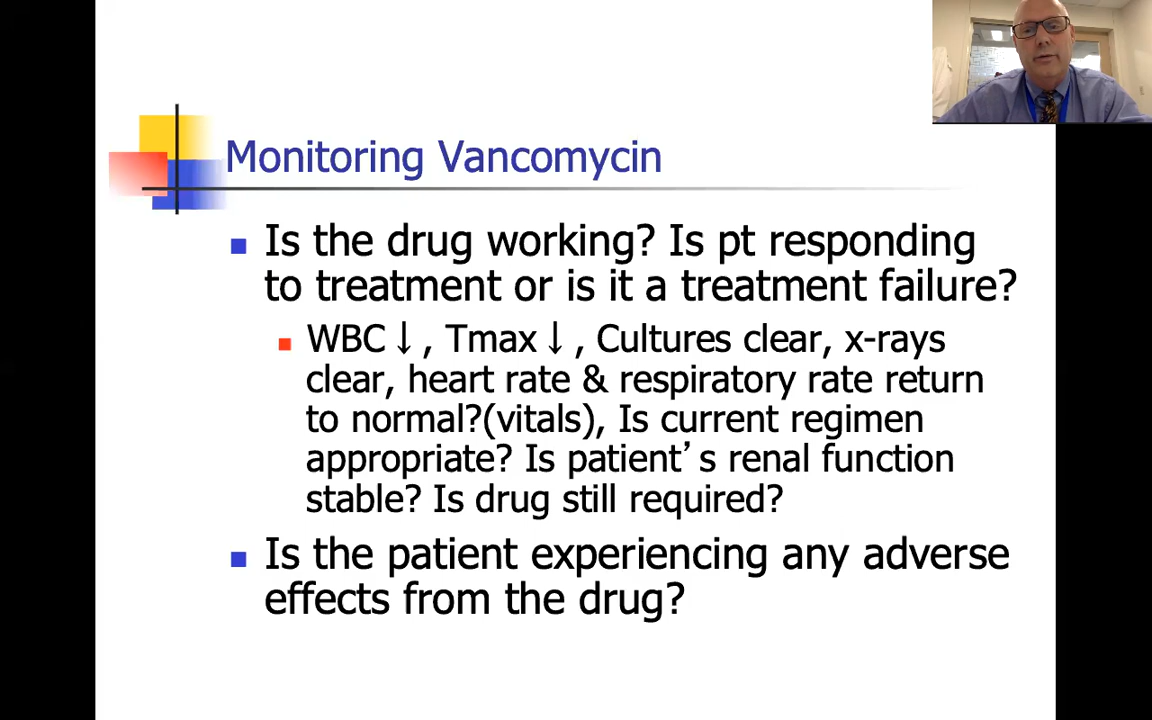 Monitoring Vancomycin
Is the drug working? Is pt responding
to treatment or is it a treatment failure?
WBC↓, Tmax↓, Cultures clear, x-rays
clear, heart rate & respiratory rate return
to normal?(vitals), Is current regimen
appropriate? Is patient’s renal function
stable? Is drug still required?
Is the patient experiencing any adverse
effects from the drug?